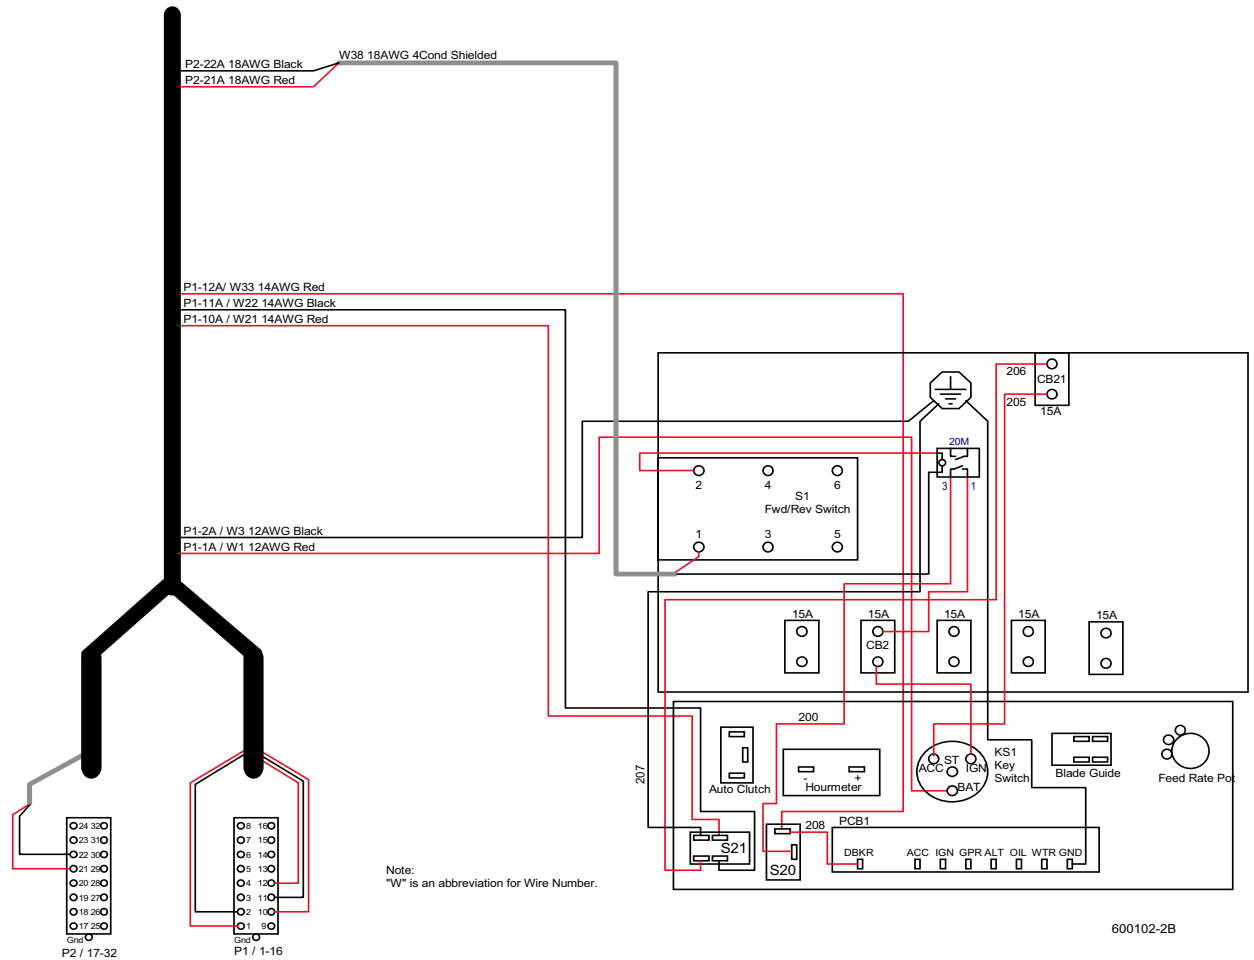 W38 18AWG 4Cond Shielded
P2-22A 18AWG Black
P2-21A 18AWG Red
P1-12A/ W33 14AWG Red
P1-11A / W22 14AWG Black
P1-10A / W21 14AWG Red
206
CB21
205
15A
20M
3 1
2 4 6
S1
Fwd/Rev Switch
1 3 5
P1-2A / W3 12AWG Black
P1-1A / W1 12AWG Red
15A 15A 15A 15A 15A
CB2
200
207
Auto Clutch
- +
Hourmeter
ACC ST IGN
BAT
KS1
Key
Switch
Blade Guide
Feed Rate Pot
S21
208
S20
PCB1
DBKR ACC IGN GPR ALT OIL WTR GND
24 32
23 31
22 30
21 29
20 28
19 27
18 26
17 25
Gnd
P2 / 17-32
8 16
7 15
6 14
5 13
4 12
3 11
2 10
1 9
Gnd
P1 / 1-16
Note:
"W" is an abbreviation for Wire Number.
600102-2B